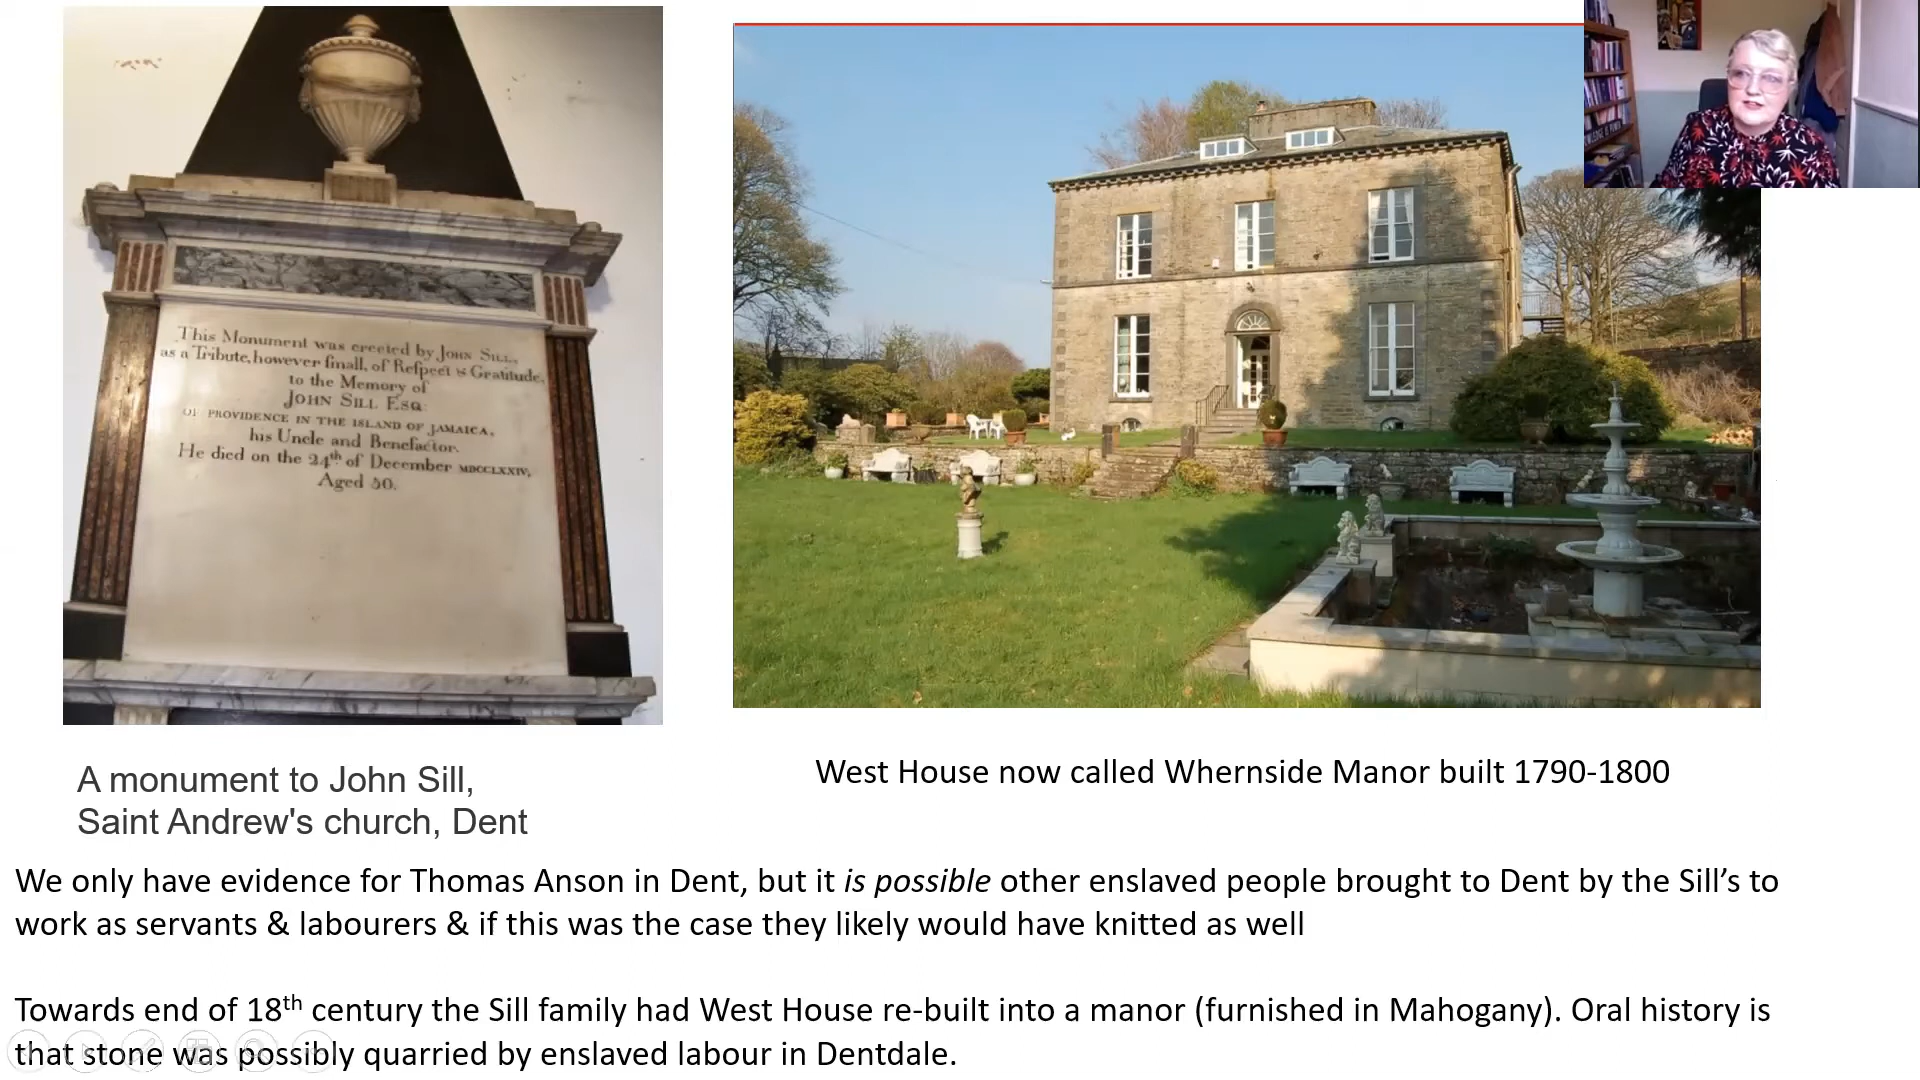 This Monument was erected by JOHN SILL,
as a Tribute, however ſmall, of Reſpect & Gratitude,
to the Memory of
JOHN SILL ESQ.
OF PROVIDENCE IN THE ISLAND OF JAMAICA,
his Uncle and Benefactor.
He died on the 24th of December MDCCLXXIV,
Aged 50.
A monument to John Sill,
Saint Andrew's church, Dent
West House now called Whernside Manor built 1790-1800
We only have evidence for Thomas Anson in Dent, but it is possible other enslaved people brought to Dent by the Sill’s to
work as servants & labourers & if this was the case they likely would have knitted as well
Towards end of 18th century the Sill family had West House re-built into a manor (furnished in Mahogany). Oral history is
that stone was possibly quarried by enslaved labour in Dentdale.